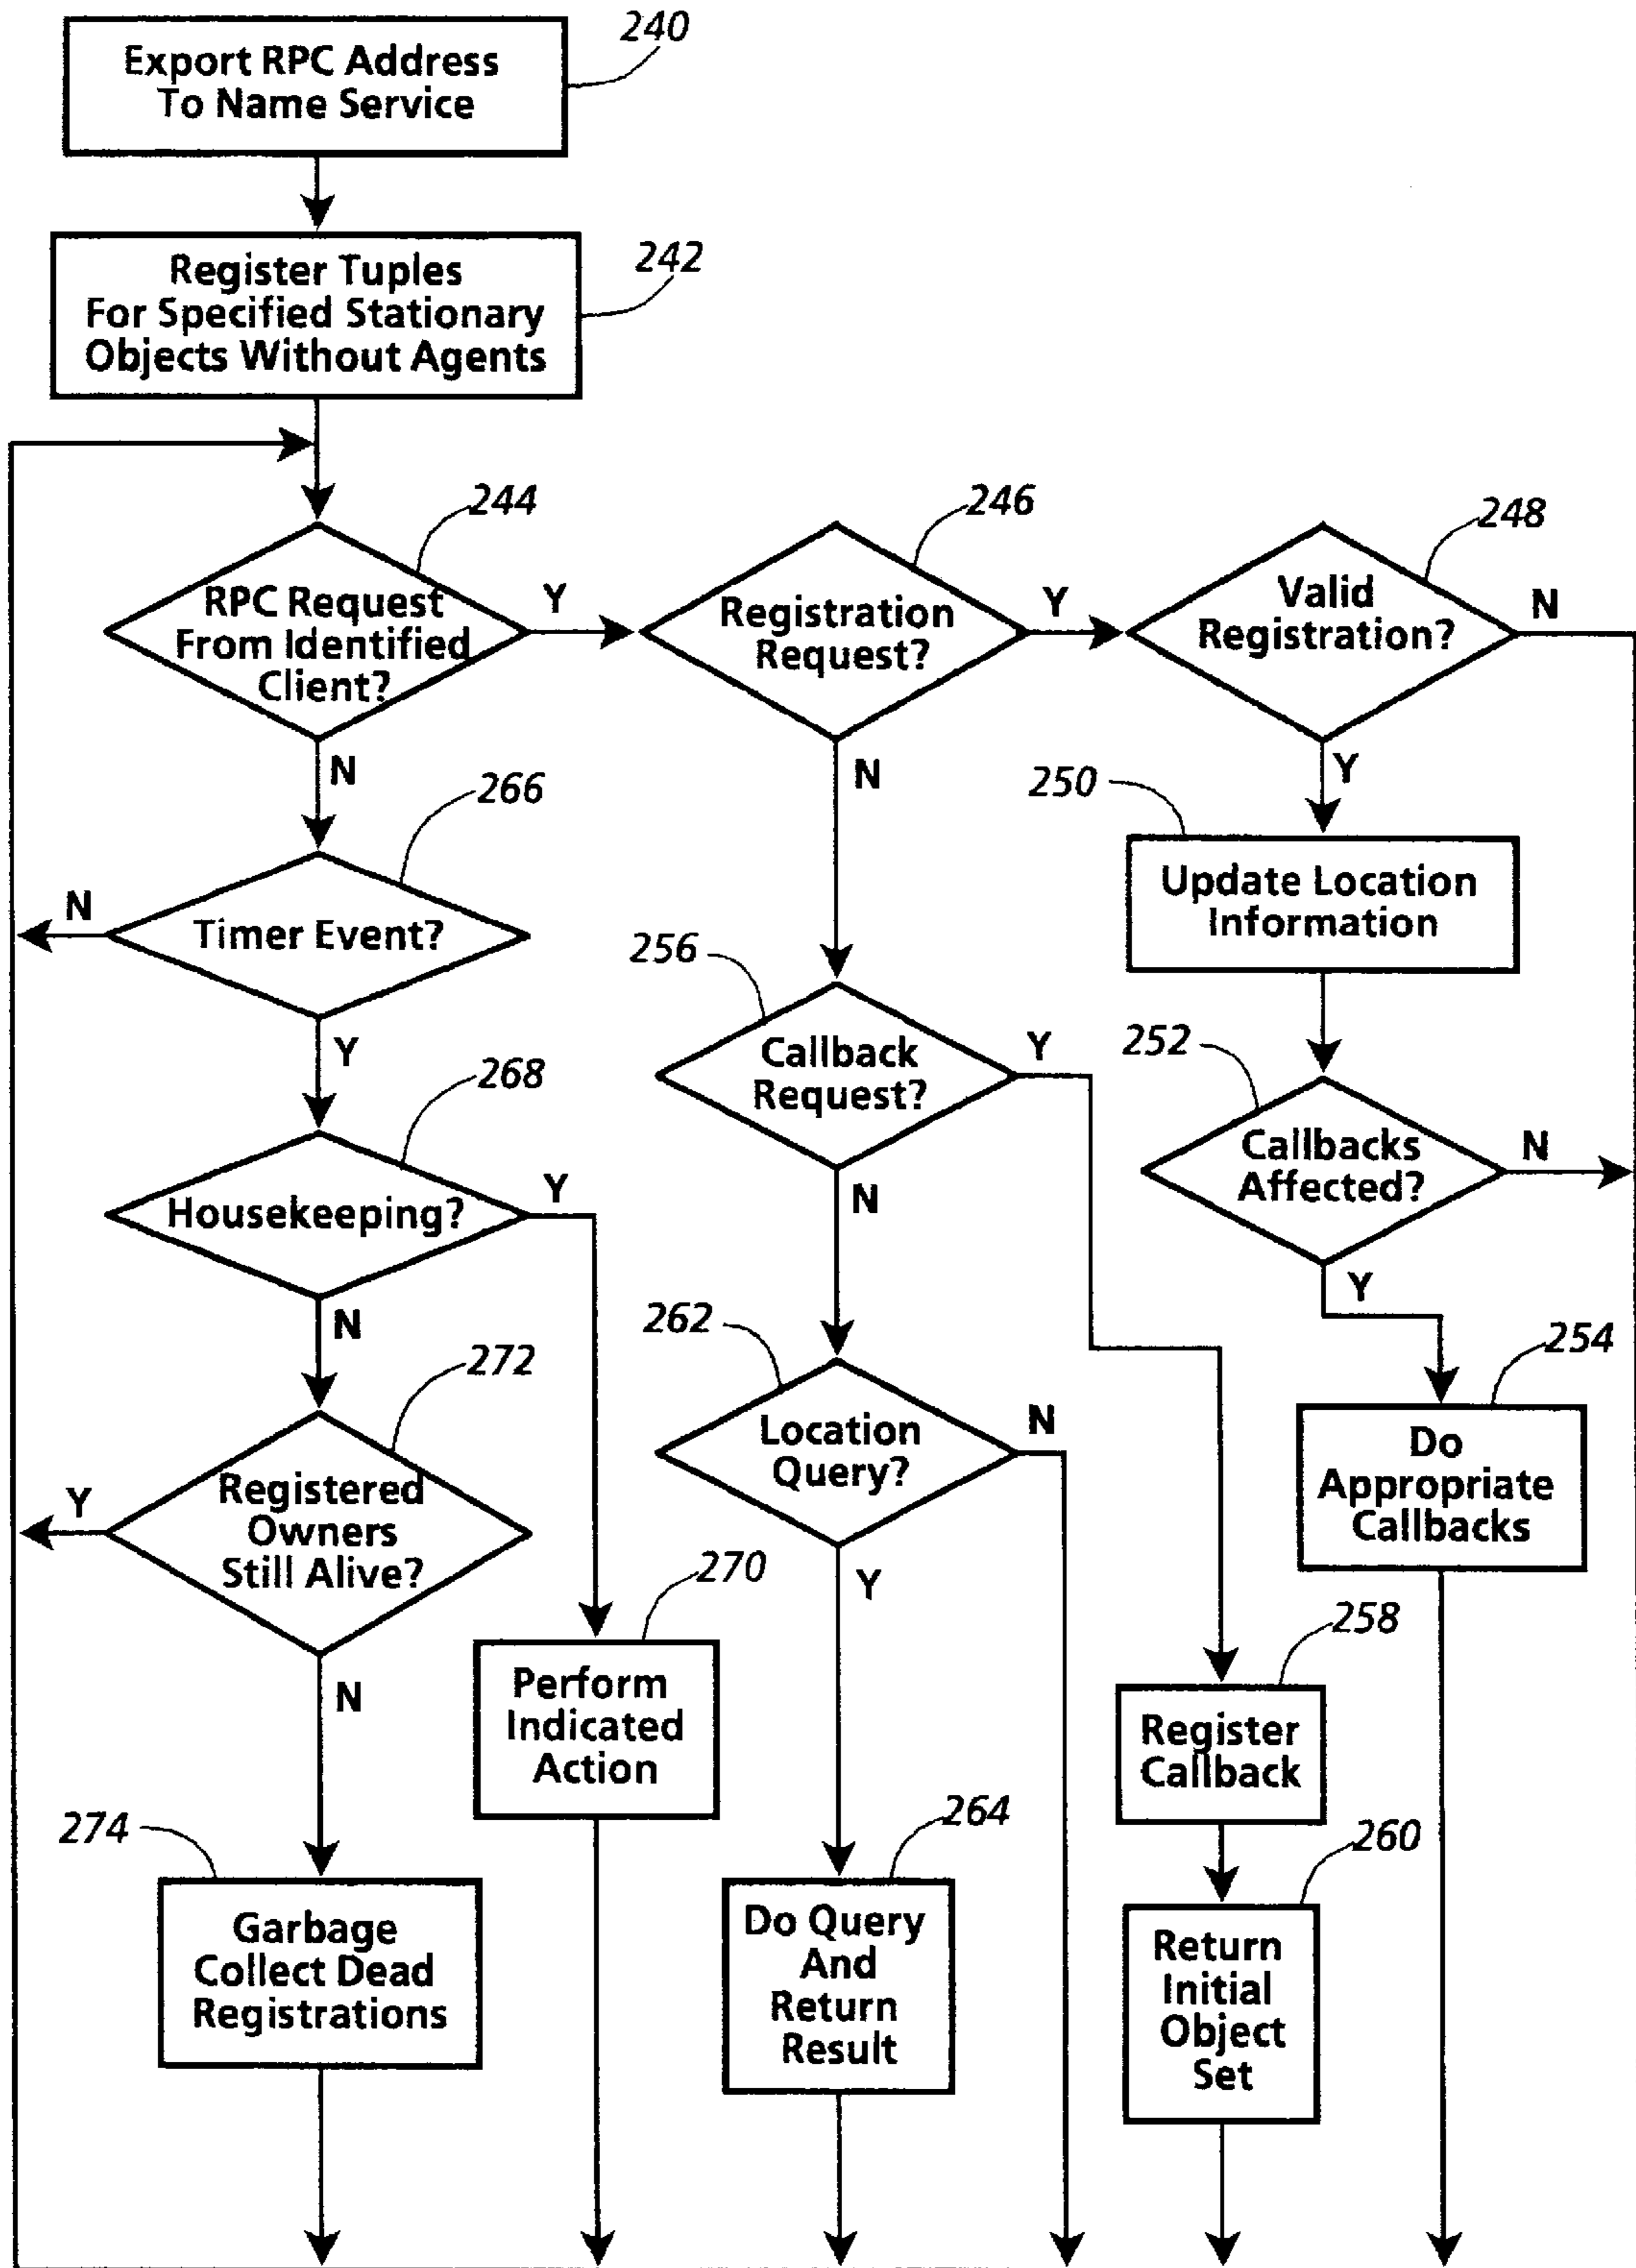 240
Export RPC Address
To Name Service
242
Register Tuples
For Specified Stationary
Objects Without Agents
244
RPC Request
From Identified
Client?
Y
N
246
Registration
Request?
Y
N
248
Valid
Registration?
N
Y
250
Update Location
Information
266
Timer Event?
N
Y
256
Callback
Request?
Y
N
252
Callbacks
Affected?
N
Y
268
Housekeeping?
Y
N
262
Location
Query?
N
Y
254
Do
Appropriate
Callbacks
272
Registered
Owners
Still Alive?
Y
N
270
Perform
Indicated
Action
258
Register
Callback
274
Garbage
Collect Dead
Registrations
264
Do Query
And
Return
Result
260
Return
Initial
Object
Set